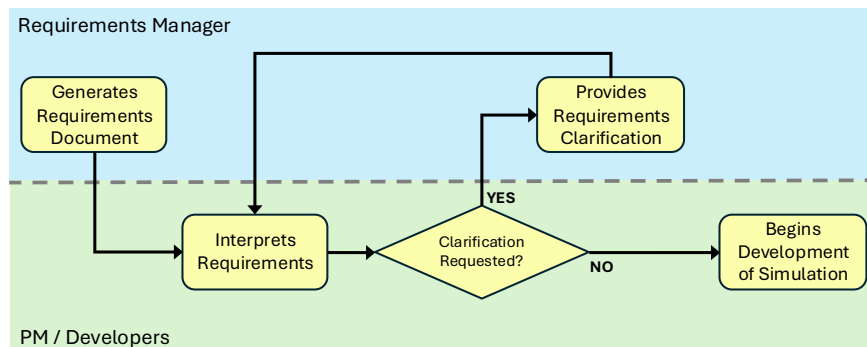 Requirements Manager
Generates
Requirements
Document
Provides
Requirements
Clarification
YES
Interprets
Requirements
Clarification
Requested?
NO
Begins
Development
of Simulation
PM / Developers